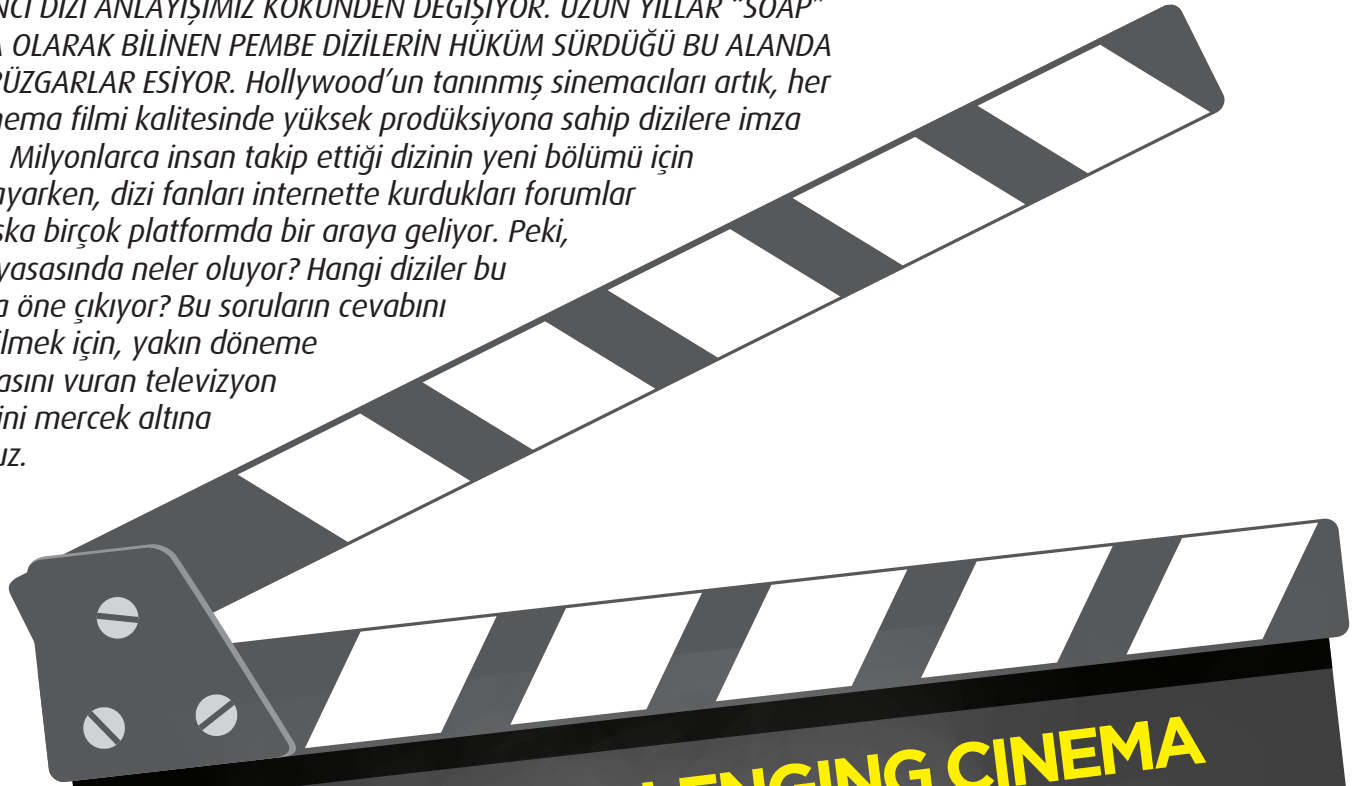 NCİ DİZİ ANLAYIŞIMIZ KÖKÜNDEN DEĞİŞİYOR. UZUN YILLAR “SOAP”
OLARAK BİLİNEN PEMBE DİZİLERİN HÜKÜM SÜRDÜĞÜ BU ALANDA
RÜZGARLAR ESİYOR. Hollywood’un tanınmış sinemacıları artık, her
nema filmi kalitesinde yüksek prodüksiyona sahip dizilere imza
. Milyonlarca insan takip ettiği dizinin yeni bölümü için
ayarken, dizi fanları internette kurdukları forumlar
şka birçok platformda bir araya geliyor. Peki,
yasasında neler oluyor? Hangi diziler bu
a öne çıkıyor? Bu soruların cevabını
ilmek için, yakın döneme
asını vuran televizyon
ini mercek altına
uz.
LENGING CINEMA